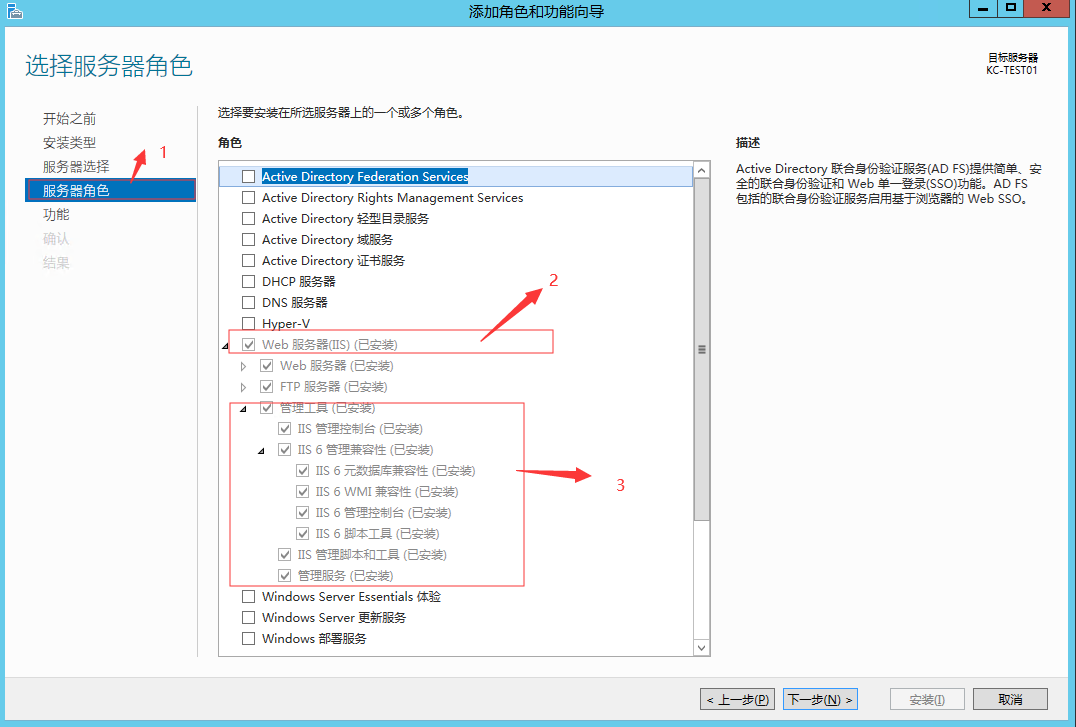 添加角色和功能向导
选择服务器角色
目标服务器
KC-TEST01
开始之前
安装类型
服务器选择
服务器角色
功能
确认
结果
1
选择要安装在所选服务器上的一个或多个角色。
角色
Active Directory Federation Services
Active Directory Rights Management Services
Active Directory 轻型目录服务
Active Directory 域服务
Active Directory 证书服务
DHCP 服务器
DNS 服务器
Hyper-V
2
Web 服务器(IIS) (已安装)
Web 服务器 (已安装)
FTP 服务器 (已安装)
管理工具 (已安装)
IIS 管理控制台 (已安装)
IIS 6 管理兼容性 (已安装)
IIS 6 元数据库兼容性 (已安装)
IIS 6 WMI 兼容性 (已安装)
IIS 6 管理控制台 (已安装)
IIS 6 脚本工具 (已安装)
IIS 管理脚本和工具 (已安装)
管理服务 (已安装)
3
Windows Server Essentials 体验
Windows Server 更新服务
Windows 部署服务
描述
Active Directory 联合身份验证服务(AD FS)提供简单、安
全的联合身份验证和 Web 单一登录(SSO)功能。AD FS
包括的联合身份验证服务启用基于浏览器的 Web SSO。
< 上一步(P)
下一步(N) >
安装(I)
取消